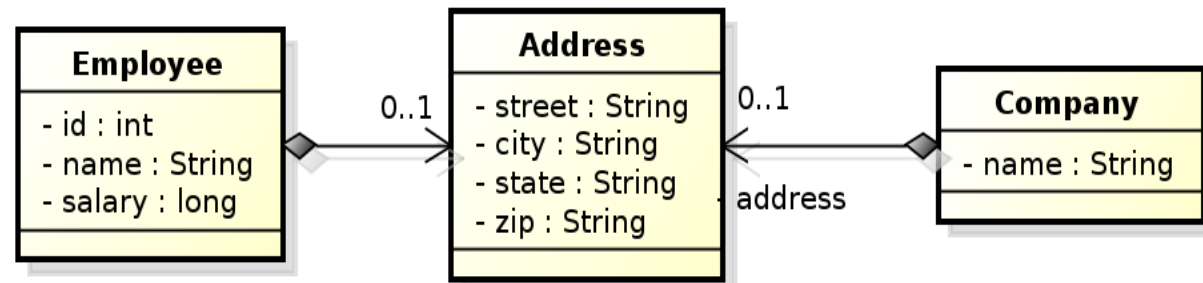 Employee
- id : int
- name : String
- salary : long
0..1
Address
- street : String
- city : String
- state : String
- zip : String
0..1
- address
Company
- name : String